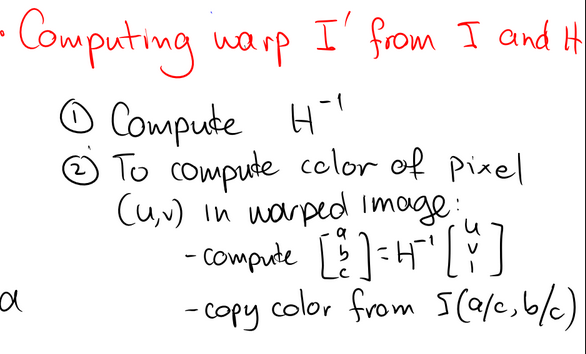 Computing warp I' from I and H
① Compute H⁻¹
② To compute color of pixel
(u,v) in warped image:
- compute [a b c] = H⁻¹ [u v 1]
a
- copy color from I(a/c, b/c)